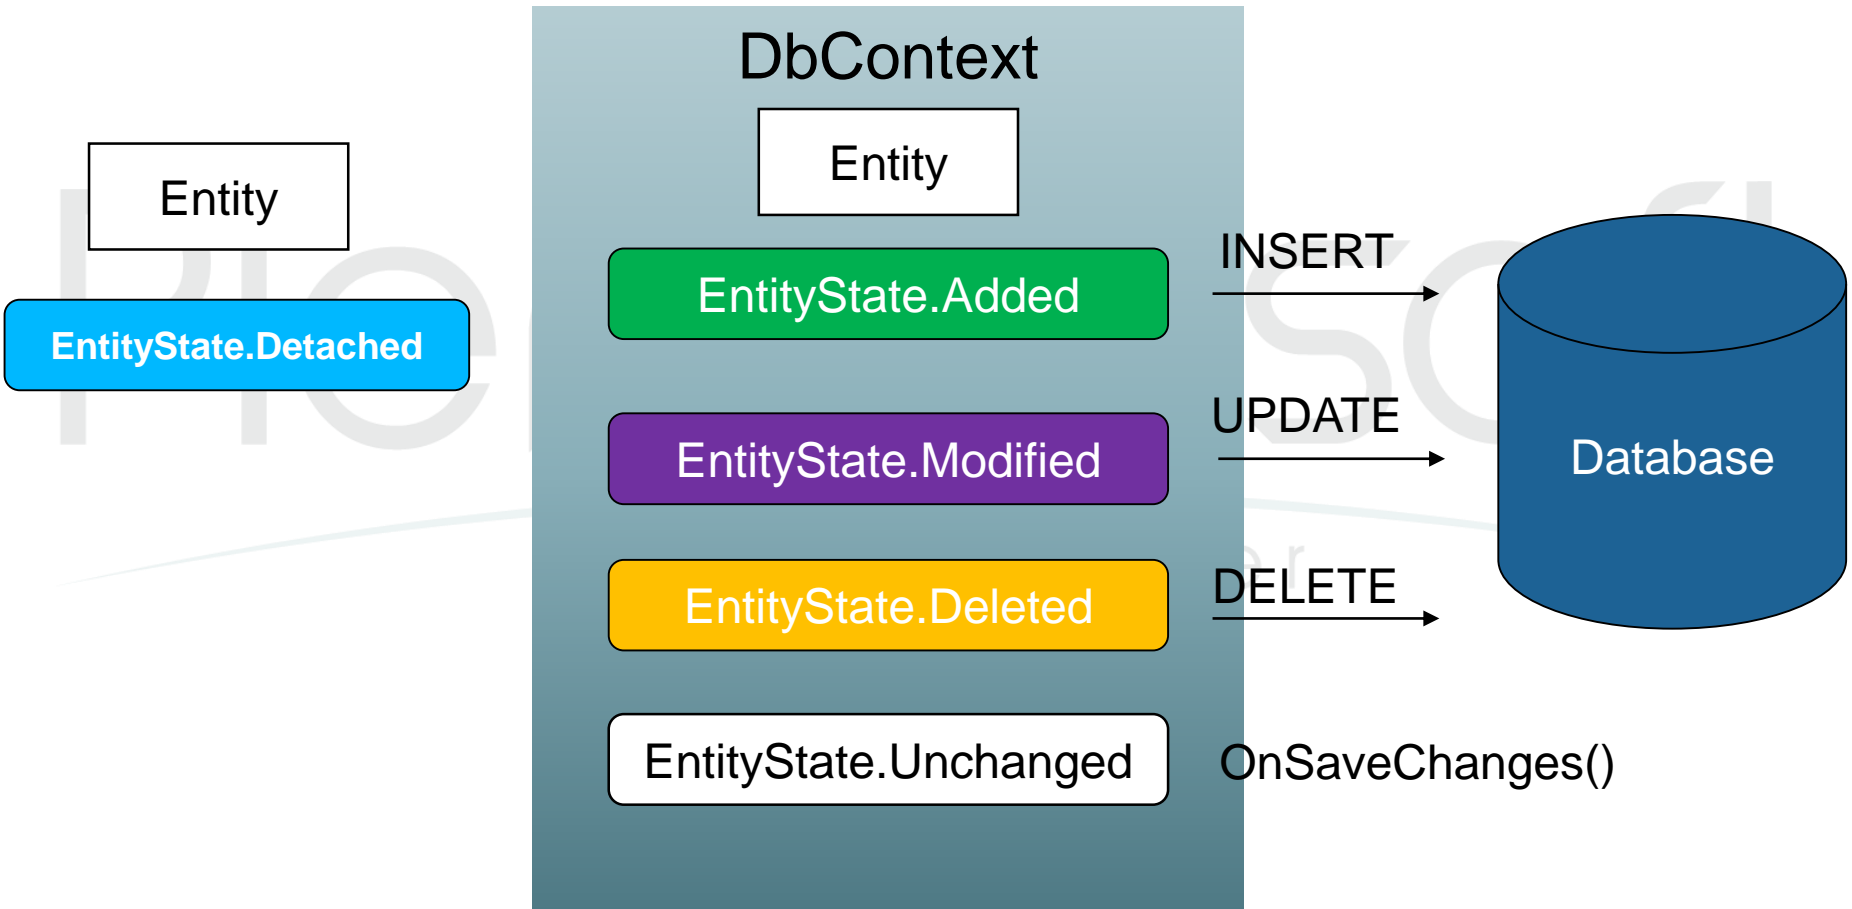 DbContext
Entity
Entity
EntityState.Detached
EntityState.Added
INSERT
EntityState.Modified
UPDATE
Database
EntityState.Deleted
DELETE
EntityState.Unchanged
OnSaveChanges()